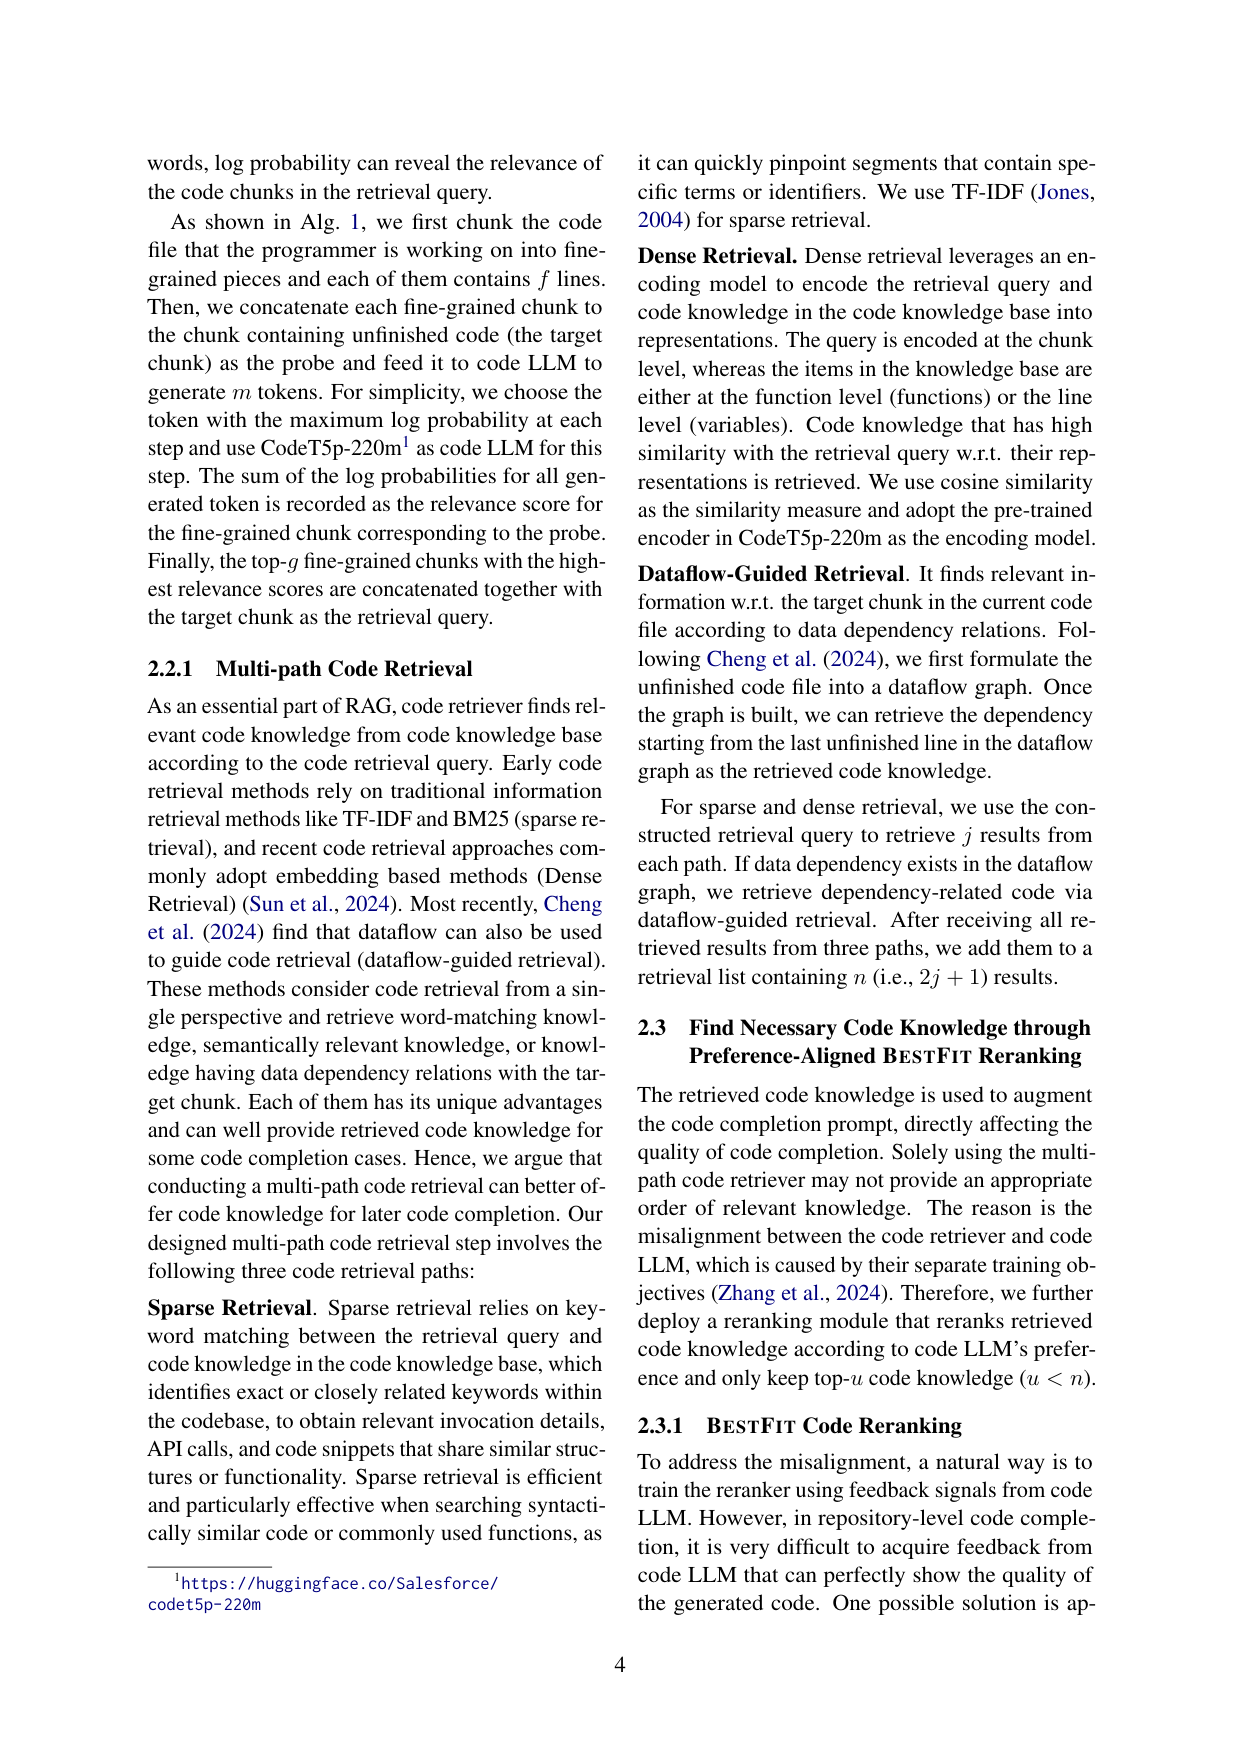 words, log probability can reveal the relevance of
the code chunks in the retrieval query.
As shown in Alg. 1, we first chunk the code
file that the programmer is working on into fine-
grained pieces and each of them contains f lines.
Then, we concatenate each fine-grained chunk to
the chunk containing unfinished code (the target
chunk) as the probe and feed it to code LLM to
generate m tokens. For simplicity, we choose the
token with the maximum log probability at each
step and use CodeT5p-220m1 as code LLM for this
step. The sum of the log probabilities for all gen-
erated token is recorded as the relevance score for
the fine-grained chunk corresponding to the probe.
Finally, the top-g fine-grained chunks with the high-
est relevance scores are concatenated together with
the target chunk as the retrieval query.
2.2.1 Multi-path Code Retrieval
As an essential part of RAG, code retriever finds rel-
evant code knowledge from code knowledge base
according to the code retrieval query. Early code
retrieval methods rely on traditional information
retrieval methods like TF-IDF and BM25 (sparse re-
trieval), and recent code retrieval approaches com-
monly adopt embedding based methods (Dense
Retrieval) (Sun et al., 2024). Most recently, Cheng
et al. (2024) find that dataflow can also be used
to guide code retrieval (dataflow-guided retrieval).
These methods consider code retrieval from a sin-
gle perspective and retrieve word-matching knowl-
edge, semantically relevant knowledge, or knowl-
edge having data dependency relations with the tar-
get chunk. Each of them has its unique advantages
and can well provide retrieved code knowledge for
some code completion cases. Hence, we argue that
conducting a multi-path code retrieval can better of-
fer code knowledge for later code completion. Our
designed multi-path code retrieval step involves the
following three code retrieval paths:
Sparse Retrieval. Sparse retrieval relies on key-
word matching between the retrieval query and
code knowledge in the code knowledge base, which
identifies exact or closely related keywords within
the codebase, to obtain relevant invocation details,
API calls, and code snippets that share similar struc-
tures or functionality. Sparse retrieval is efficient
and particularly effective when searching syntacti-
cally similar code or commonly used functions, as
1https://huggingface.co/Salesforce/
codet5p-220m
it can quickly pinpoint segments that contain spe-
cific terms or identifiers. We use TF-IDF (Jones,
2004) for sparse retrieval.
Dense Retrieval. Dense retrieval leverages an en-
coding model to encode the retrieval query and
code knowledge in the code knowledge base into
representations. The query is encoded at the chunk
level, whereas the items in the knowledge base are
either at the function level (functions) or the line
level (variables). Code knowledge that has high
similarity with the retrieval query w.r.t. their rep-
resentations is retrieved. We use cosine similarity
as the similarity measure and adopt the pre-trained
encoder in CodeT5p-220m as the encoding model.
Dataflow-Guided Retrieval. It finds relevant in-
formation w.r.t. the target chunk in the current code
file according to data dependency relations. Fol-
lowing Cheng et al. (2024), we first formulate the
unfinished code file into a dataflow graph. Once
the graph is built, we can retrieve the dependency
starting from the last unfinished line in the dataflow
graph as the retrieved code knowledge.
For sparse and dense retrieval, we use the con-
structed retrieval query to retrieve j results from
each path. If data dependency exists in the dataflow
graph, we retrieve dependency-related code via
dataflow-guided retrieval. After receiving all re-
trieved results from three paths, we add them to a
retrieval list containing n (i.e., 2j + 1) results.
2.3 Find Necessary Code Knowledge through
Preference-Aligned BESTFIT Reranking
The retrieved code knowledge is used to augment
the code completion prompt, directly affecting the
quality of code completion. Solely using the multi-
path code retriever may not provide an appropriate
order of relevant knowledge. The reason is the
misalignment between the code retriever and code
LLM, which is caused by their separate training ob-
jectives (Zhang et al., 2024). Therefore, we further
deploy a reranking module that reranks retrieved
code knowledge according to code LLM's prefer-
ence and only keep top-u code knowledge (u < n).
2.3.1 BESTFIT Code Reranking
To address the misalignment, a natural way is to
train the reranker using feedback signals from code
LLM. However, in repository-level code comple-
tion, it is very difficult to acquire feedback from
code LLM that can perfectly show the quality of
the generated code. One possible solution is ap-
4